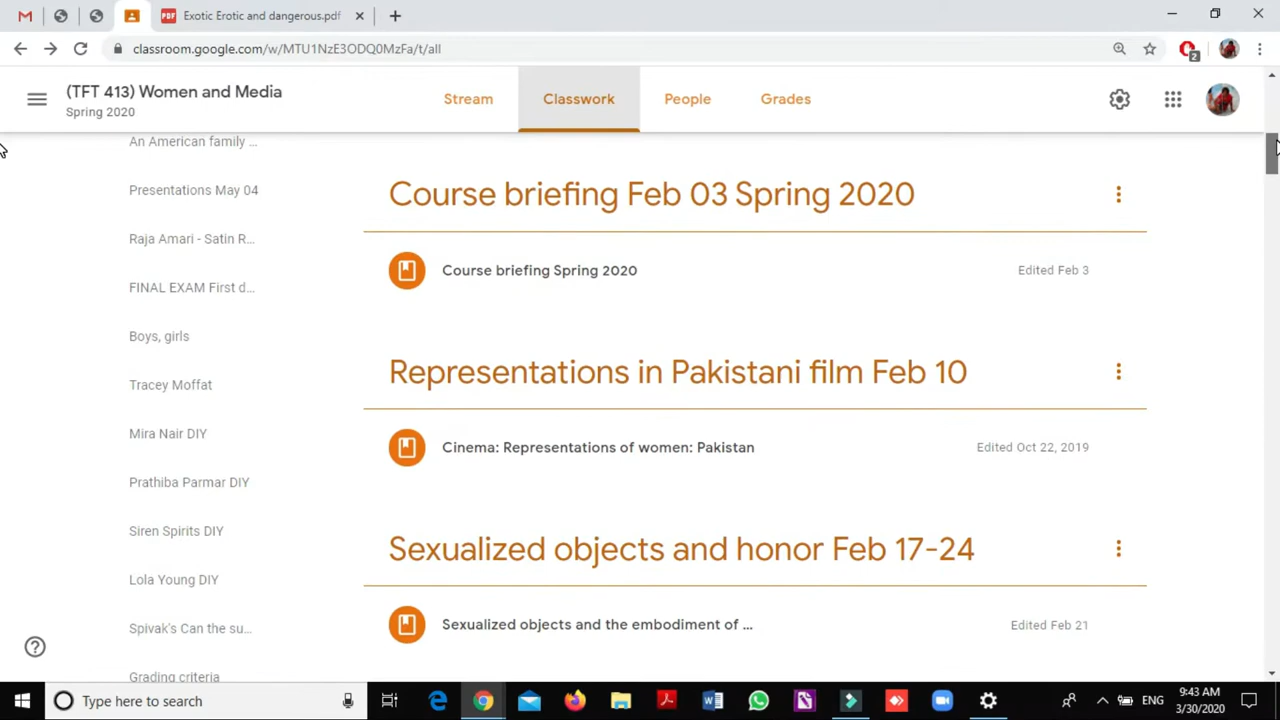 Exotic Erotic and dangerous.pdf
classroom.google.com/w/MTU1NzE3ODQ0MzFa/t/all
2
(TFT 413) Women and Media
Spring 2020
Stream
Classwork
People
Grades
An American family ...
Presentations May 04
Raja Amari - Satin R...
FINAL EXAM First d...
Boys, girls
Tracey Moffat
Mira Nair DIY
Prathiba Parmar DIY
Siren Spirits DIY
Lola Young DIY
Spivak's Can the su...
Grading criteria
Course briefing Feb 03 Spring 2020
Course briefing Spring 2020
Edited Feb 3
Representations in Pakistani film Feb 10
Cinema: Representations of women: Pakistan
Edited Oct 22, 2019
Sexualized objects and honor Feb 17-24
Sexualized objects and the embodiment of ...
Edited Feb 21
Type here to search
ENG
9:43 AM
3/30/2020